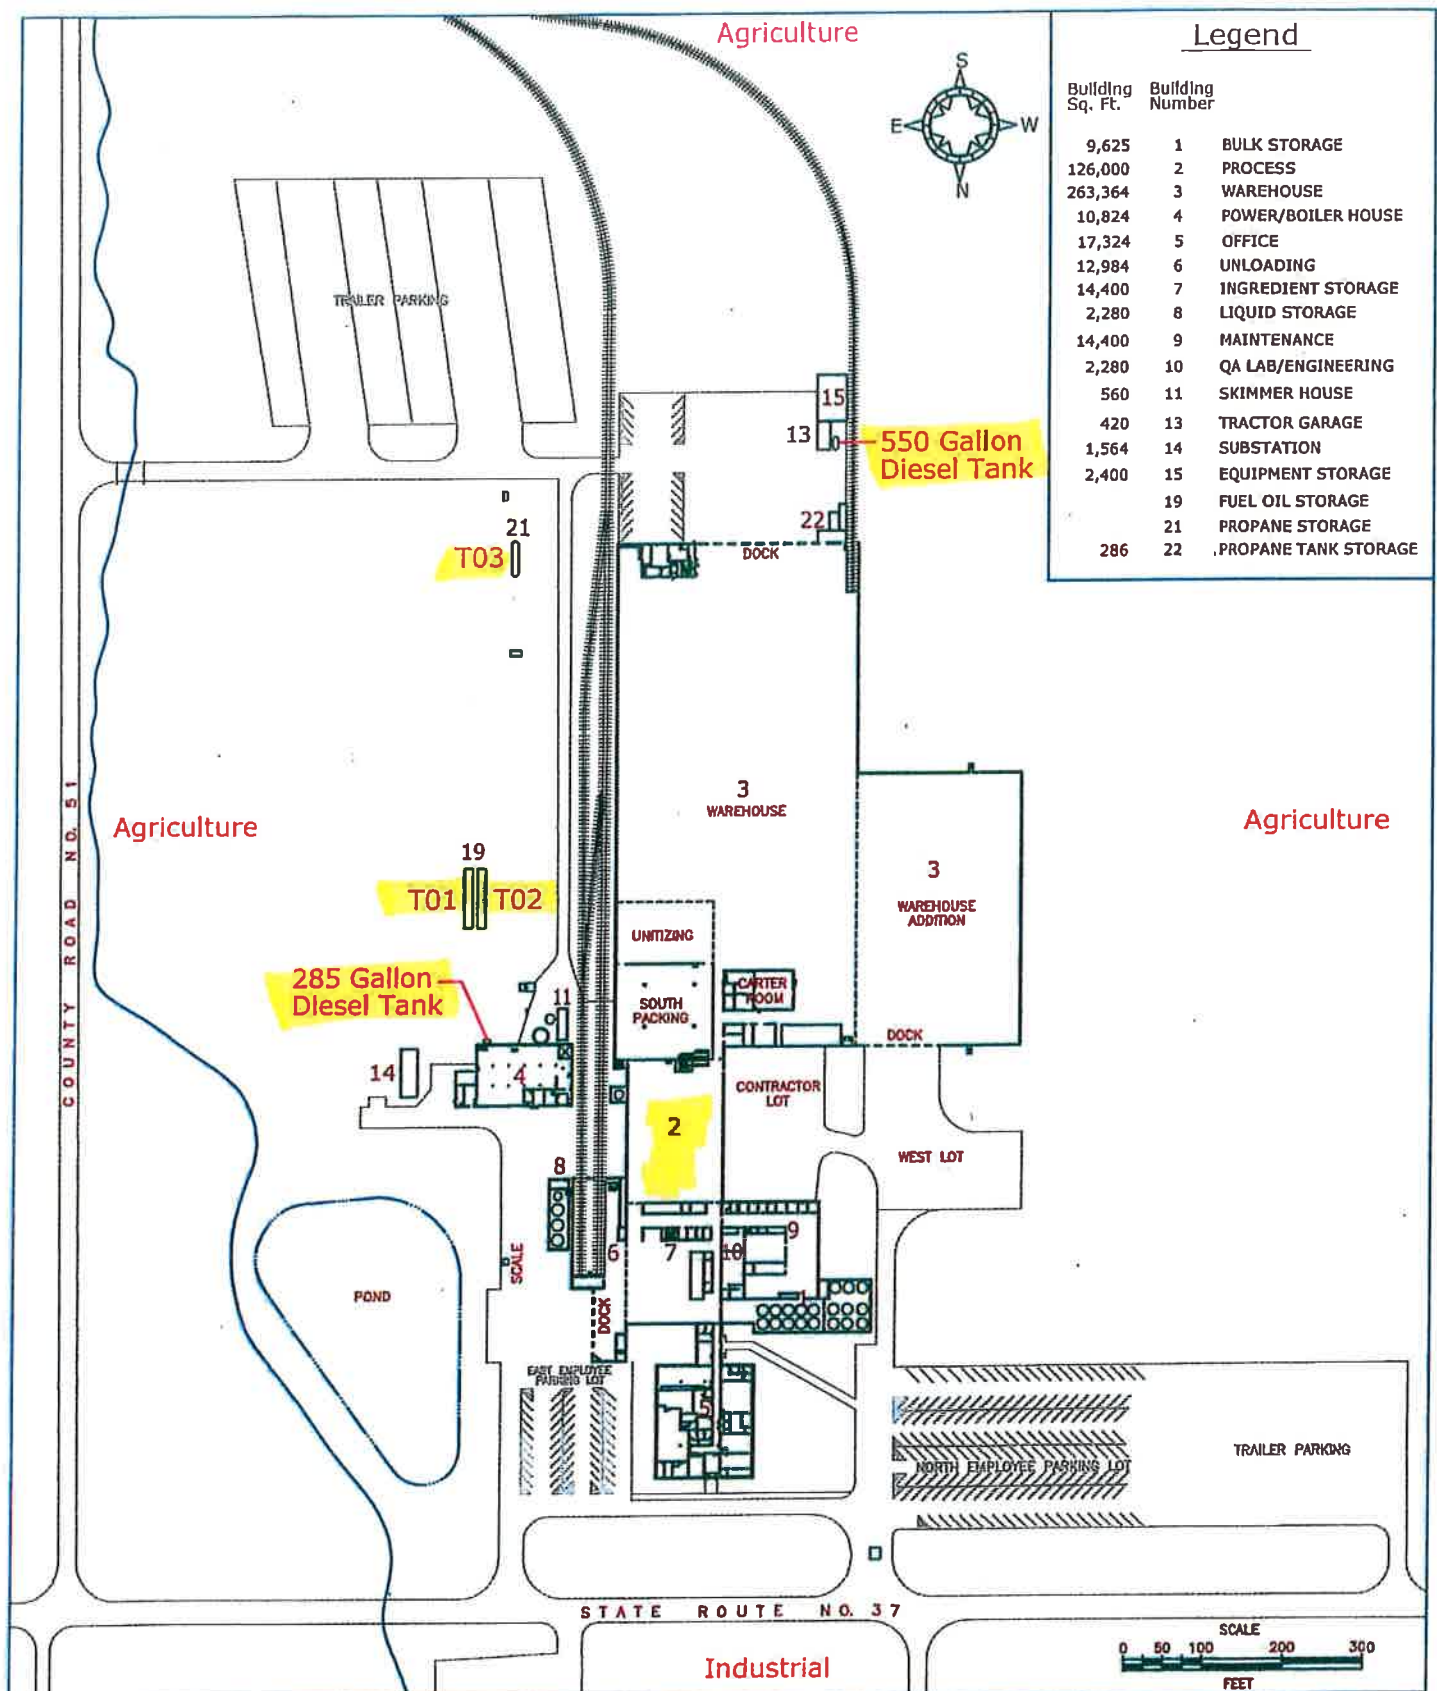 Agriculture
S
E
W
N
Legend
Building Sq. Ft.
Building Number
9,625 1 BULK STORAGE
126,000 2 PROCESS
263,364 3 WAREHOUSE
10,824 4 POWER/BOILER HOUSE
17,324 5 OFFICE
12,984 6 UNLOADING
14,400 7 INGREDIENT STORAGE
2,280 8 LIQUID STORAGE
14,400 9 MAINTENANCE
2,280 10 QA LAB/ENGINEERING
560 11 SKIMMER HOUSE
420 13 TRACTOR GARAGE
1,564 14 SUBSTATION
2,400 15 EQUIPMENT STORAGE
19 FUEL OIL STORAGE
21 PROPANE STORAGE
286 22 PROPANE TANK STORAGE
TRAILER PARKING
15
13
550 Gallon
Diesel Tank
22
21
T03
DOCK
3
WAREHOUSE
COUNTY ROAD NO. 51
Agriculture
Agriculture
19
T01
T02
3
WAREHOUSE
ADDITION
UNITIZING
285 Gallon
Diesel Tank
11
SOUTH
PACKING
CARTER
ROOM
DOCK
14
4
CONTRACTOR
LOT
2
WEST LOT
8
6
7
10
9
1
SCALE
POND
DOCK
EAST EMPLOYEE
PARKING LOT
5
NORTH EMPLOYEE PARKING LOT
TRAILER PARKING
STATE ROUTE NO. 37
Industrial
SCALE
0 50 100 200 300
FEET